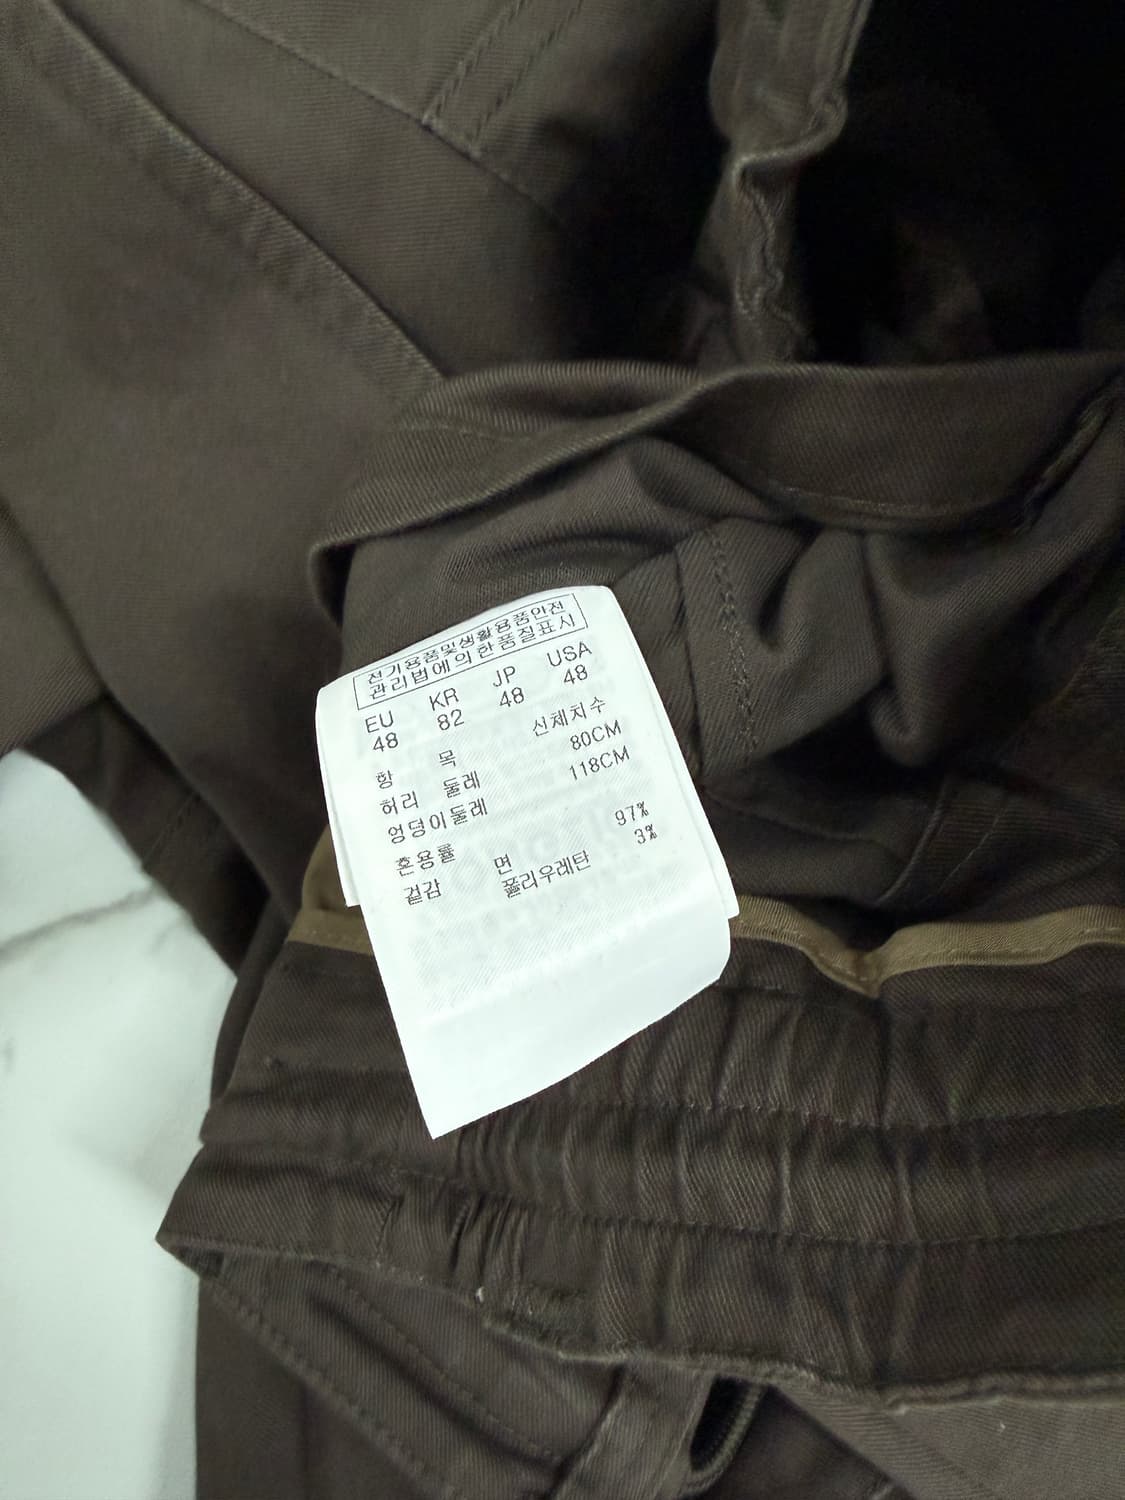 전기용품및생활용품안전
관리법에의한품질표시
EU KR JP USA
48 82 48 48
항 목 신체치수
허리 둘레 80CM
엉덩이둘레 118CM
혼용률
겉감 면 97%
폴리우레탄 3%